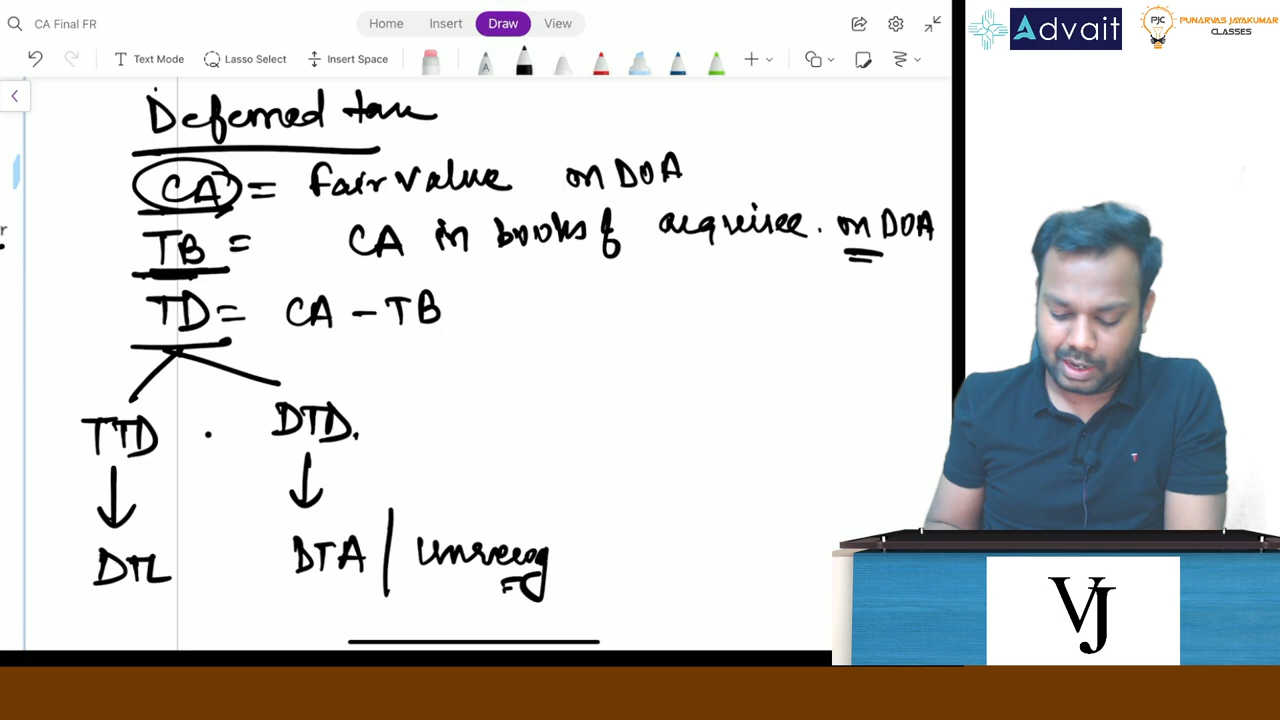 CA Final FR
Home Insert Draw View
Text Mode Lasso Select Insert Space
Advait
PJC PUNARVAS JAYAKUMAR CLASSES
Deferred tax
CA = Fair value on DOA
TB = CA in books of acquiree. on DOA
TD = CA - TB
TTD . DTD.
DTL DTA | unrecog
VJ